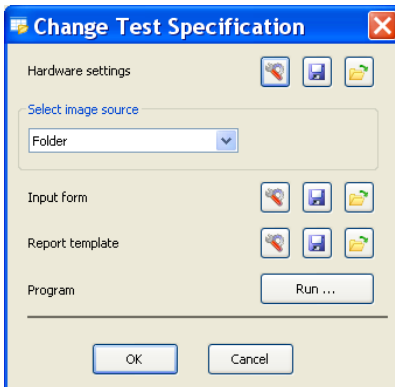 Change Test Specification
Hardware settings
Select image source
Folder
Input form
Report template
Program
Run ...
OK
Cancel